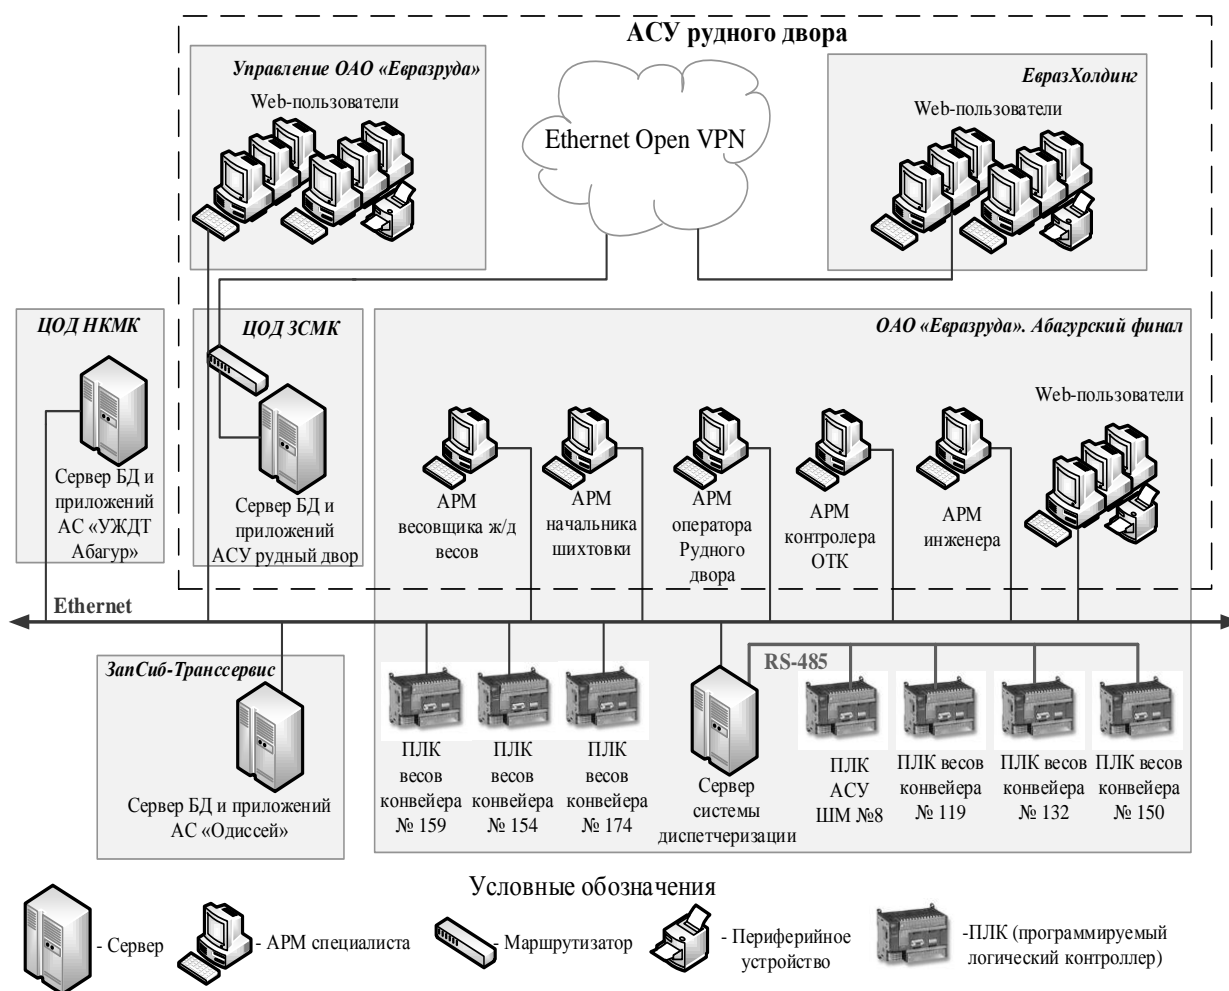 АСУ рудного двора
Управление ОАО «Евразруда»
Web-пользователи
Ethernet Open VPN
ЕвразХолдинг
Web-пользователи
ЦОД НКМК
Сервер БД и
приложений
АС «УЖДТ
Абагур»
ЦОД ЗСМК
Сервер БД и
приложений
АСУ рудный двор
ОАО «Евразруда». Абагурский финал
Web-пользователи
АРМ
весовщика ж/д
весов
АРМ
начальника
шихтовки
АРМ
оператора
Рудного
двора
АРМ
контролера
ОТК
АРМ
инженера
Ethernet
ЗапСиб-Транссервис
Сервер БД и приложений
АС «Одиссей»
RS-485
ПЛК
весов
конвейера
№ 159
ПЛК
весов
конвейера
№ 154
ПЛК
весов
конвейера
№ 174
Сервер
системы
диспетчеризации
ПЛК
АСУ
ШМ №8
ПЛК весов
конвейера
№ 119
ПЛК весов
конвейера
№ 132
ПЛК весов
конвейера
№ 150
Условные обозначения
- Сервер
- АРМ специалиста
- Маршрутизатор
- Периферийное
устройство
-ПЛК (программируемый
логический контроллер)